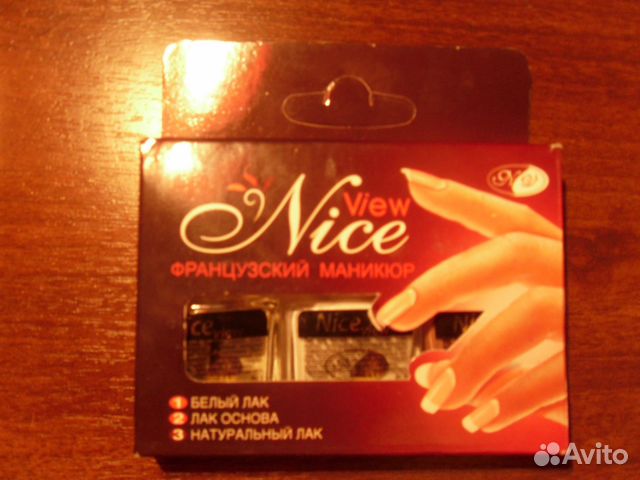 View
Nice
ФРАНЦУЗСКИЙ МАНИКЮР
Nice
1 БЕЛЫЙ ЛАК
2 ЛАК ОСНОВА
3 НАТУРАЛЬНЫЙ ЛАК
Avito